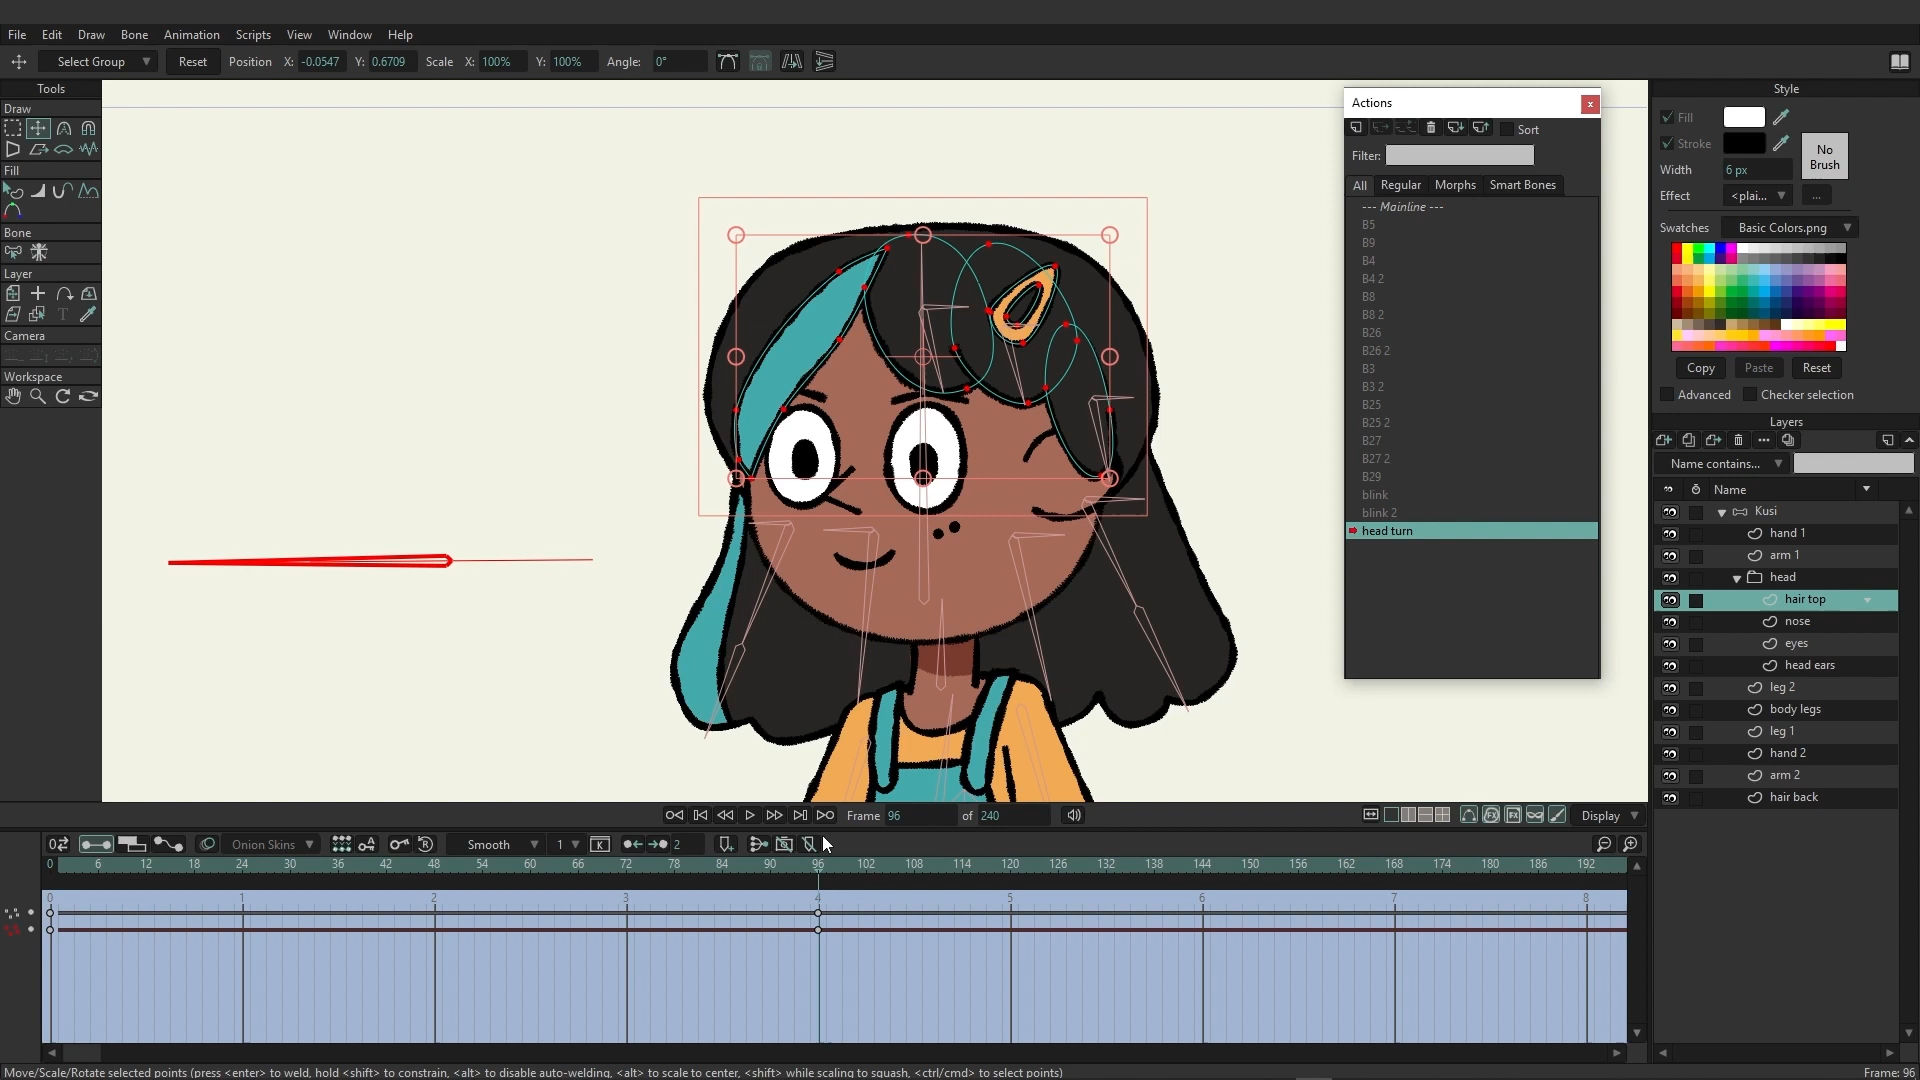 File Edit Draw Bone Animation Scripts View Window Help
Select Group Reset Position X: -0.0547 Y: 0.6709 Scale X: 100% Y: 100% Angle: 0°
Tools
Draw
Fill
Bone
Layer
Camera
Workspace
Actions
x
Sort
Filter:
All Regular Morphs Smart Bones
--- Mainline ---
B5
B9
B4
B4 2
B8
B8 2
B26
B26 2
B3
B3 2
B25
B25 2
B27
B27 2
B29
blink
blink 2
head turn
Style
Fill
Stroke
No Brush
Width 6 px
Effect <plai... ...
Swatches Basic Colors.png
Copy Paste Reset
Advanced Checker selection
Layers
Name contains...
Name
Kusi
hand 1
arm 1
head
hair top
nose
eyes
head ears
leg 2
body legs
leg 1
hand 2
arm 2
hair back
Frame 96 of 240 Display
Onion Skins Smooth 1 K 2
0 6 12 18 24 30 36 42 48 54 60 66 72 78 84 90 96 102 108 114 120 126 132 138 144 150 156 162 168 174 180 186 192
0 1 2 3 4 5 6 7 8
Move/Scale/Rotate selected points (press <enter> to weld, hold <shift> to constrain, <alt> to disable auto-welding, <alt> to scale to center, <shift> while scaling to squash, <ctrl/cmd> to select points) Frame: 96